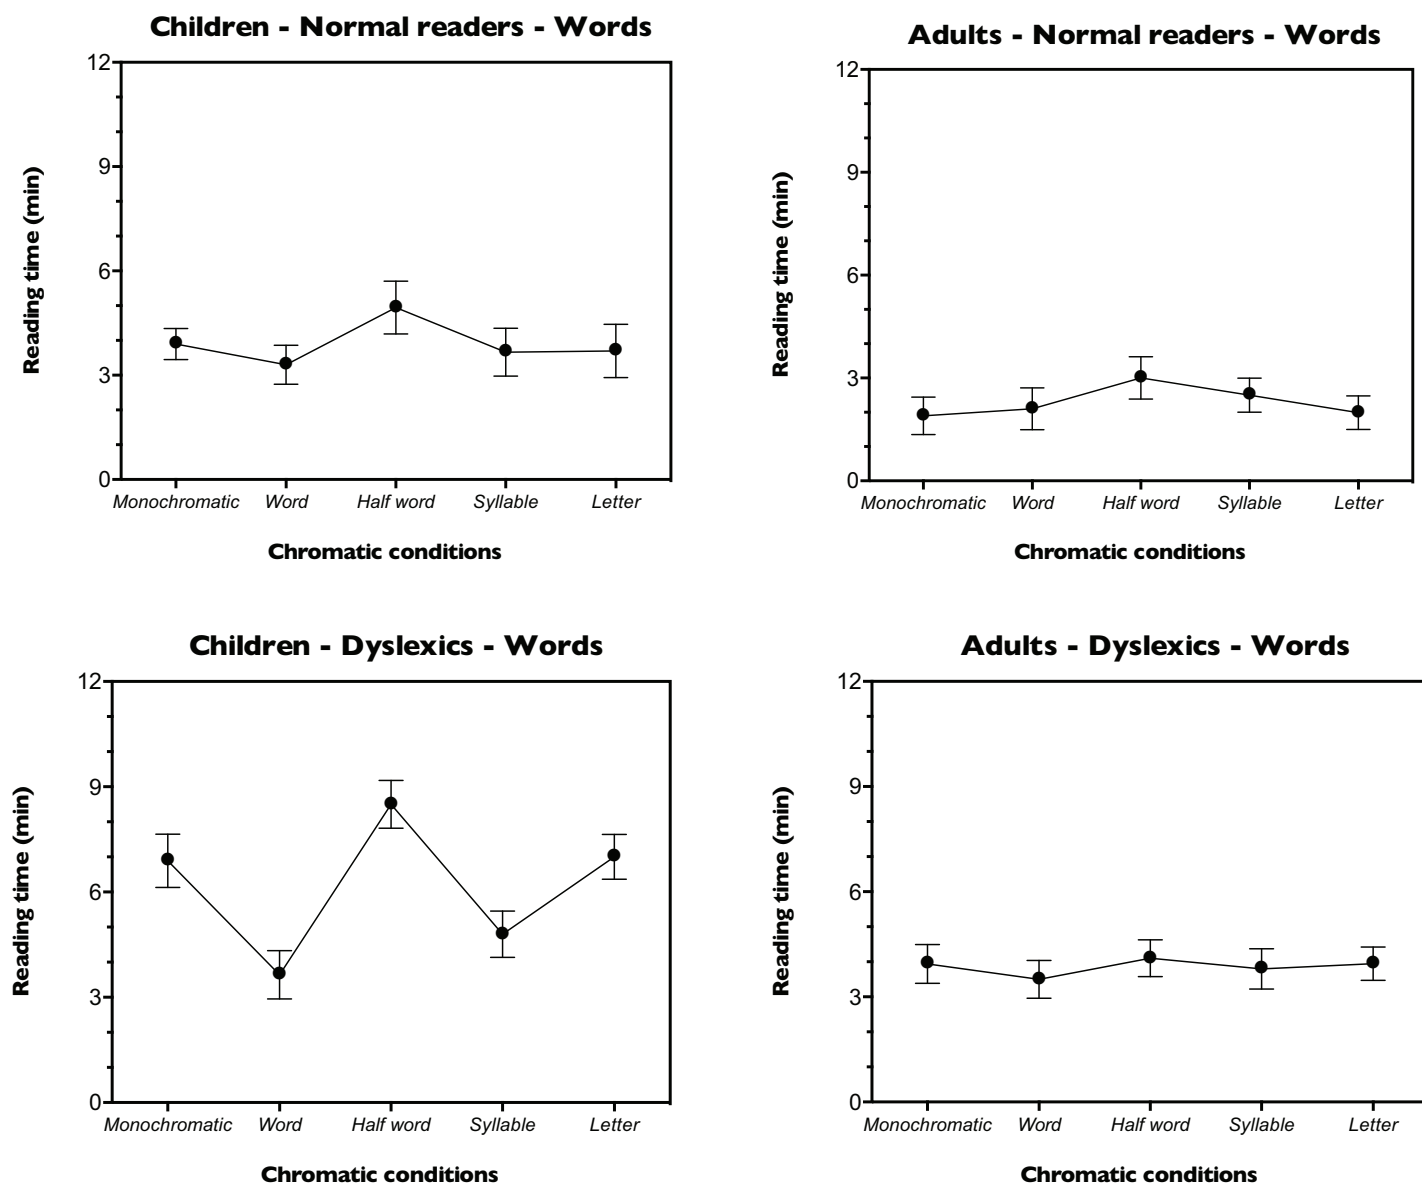 Children - Normal readers - Words
12
9
6
3
0
Reading time (min)
Monochromatic Word Half word Syllable Letter
Chromatic conditions
Adults - Normal readers - Words
12
9
6
3
0
Reading time (min)
Monochromatic Word Half word Syllable Letter
Chromatic conditions
Children - Dyslexics - Words
12
9
6
3
0
Reading time (min)
Monochromatic Word Half word Syllable Letter
Chromatic conditions
Adults - Dyslexics - Words
12
9
6
3
0
Reading time (min)
Monochromatic Word Half word Syllable Letter
Chromatic conditions